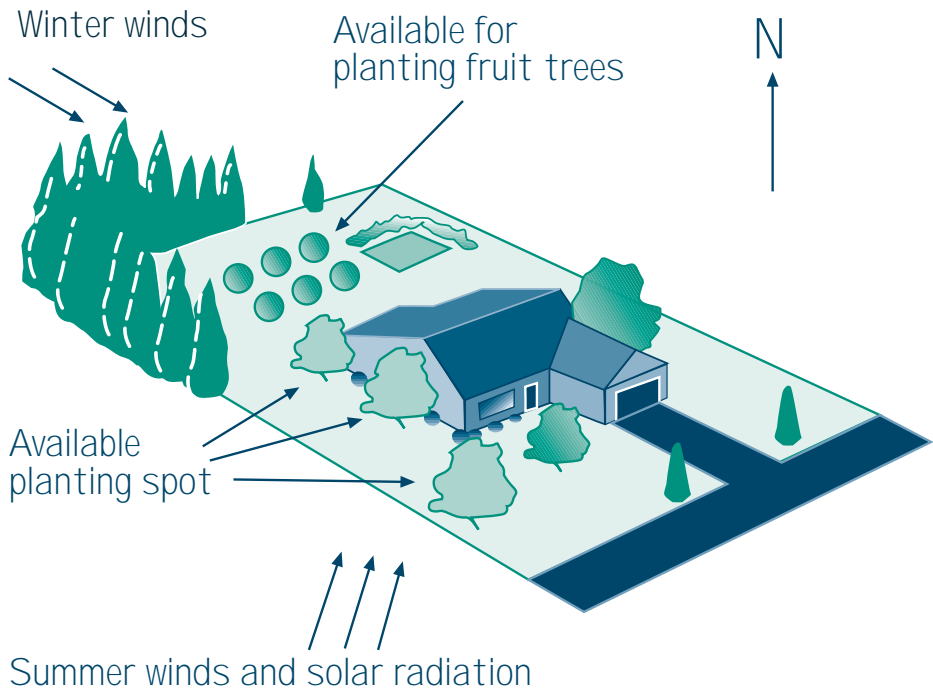 Winter winds
Available for
planting fruit trees
N
Available
planting spot
Summer winds and solar radiation